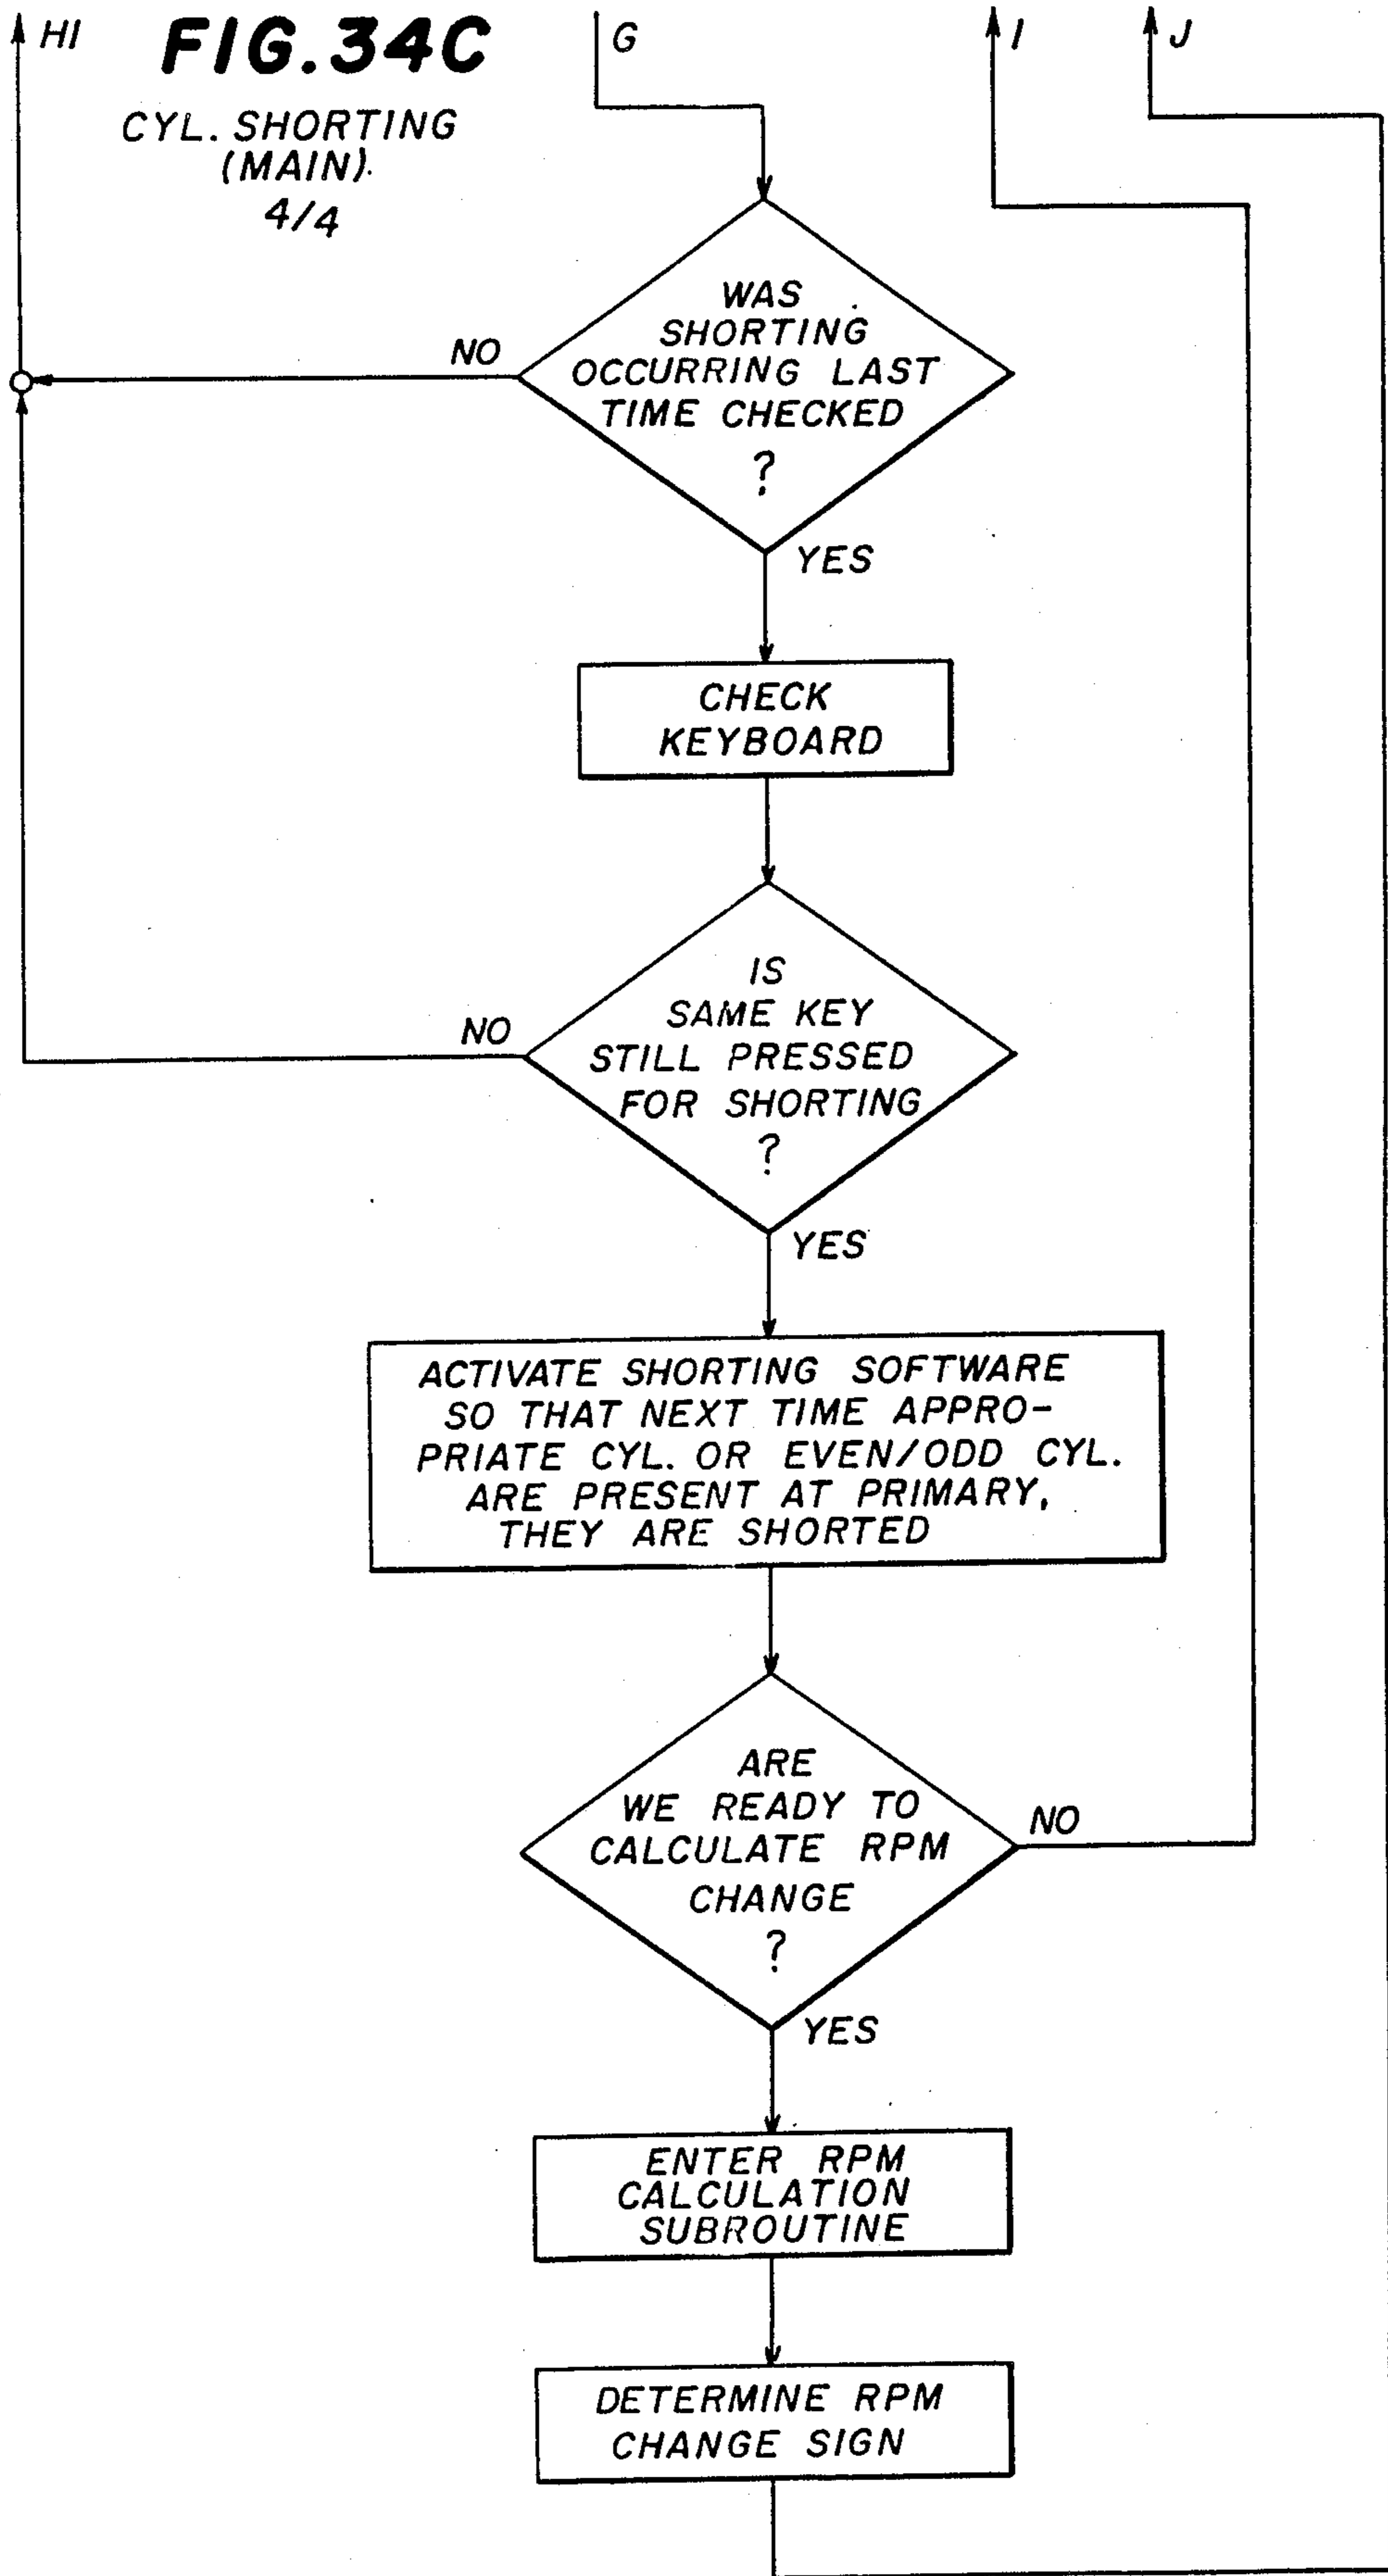 HI
FIG.34C
G
I
J
CYL. SHORTING
(MAIN).
4/4
WAS
SHORTING
OCCURRING LAST
TIME CHECKED
?
NO
YES
CHECK
KEYBOARD
IS
SAME KEY
STILL PRESSED
FOR SHORTING
?
NO
YES
ACTIVATE SHORTING SOFTWARE
SO THAT NEXT TIME APPRO-
PRIATE CYL. OR EVEN/ODD CYL.
ARE PRESENT AT PRIMARY,
THEY ARE SHORTED
ARE
WE READY TO
CALCULATE RPM
CHANGE
?
NO
YES
ENTER RPM
CALCULATION
SUBROUTINE
DETERMINE RPM
CHANGE SIGN